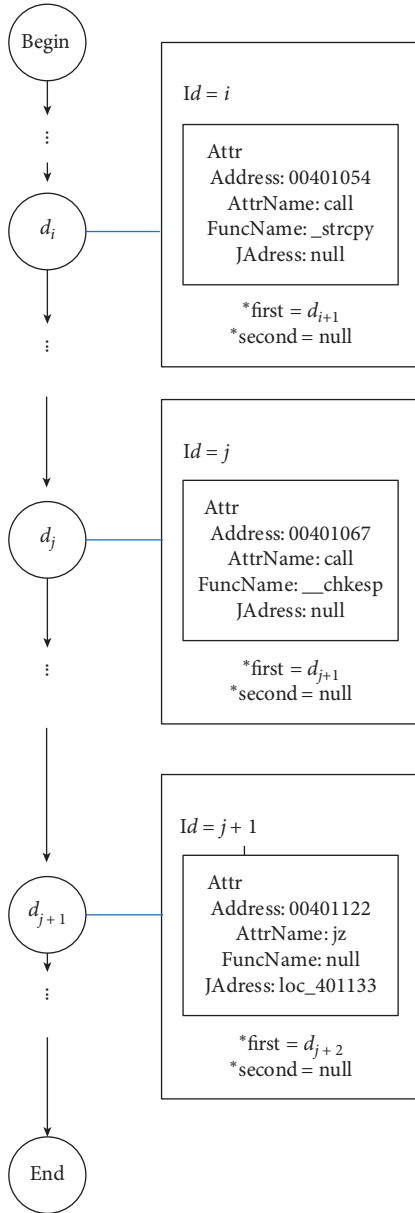 Begin
⋮
Id = i
Attr
Address: 00401054
AttrName: call
FuncName: _strcpy
JAdress: null
*first = d_{i+1}
*second = null
d_i
⋮
Id = j
Attr
Address: 00401067
AttrName: call
FuncName: __chkesp
JAdress: null
*first = d_{j+1}
*second = null
d_j
⋮
Id = j + 1
Attr
Address: 00401122
AttrName: jz
FuncName: null
JAdress: loc_401133
*first = d_{j + 2}
*second = null
d_{j + 1}
⋮
End